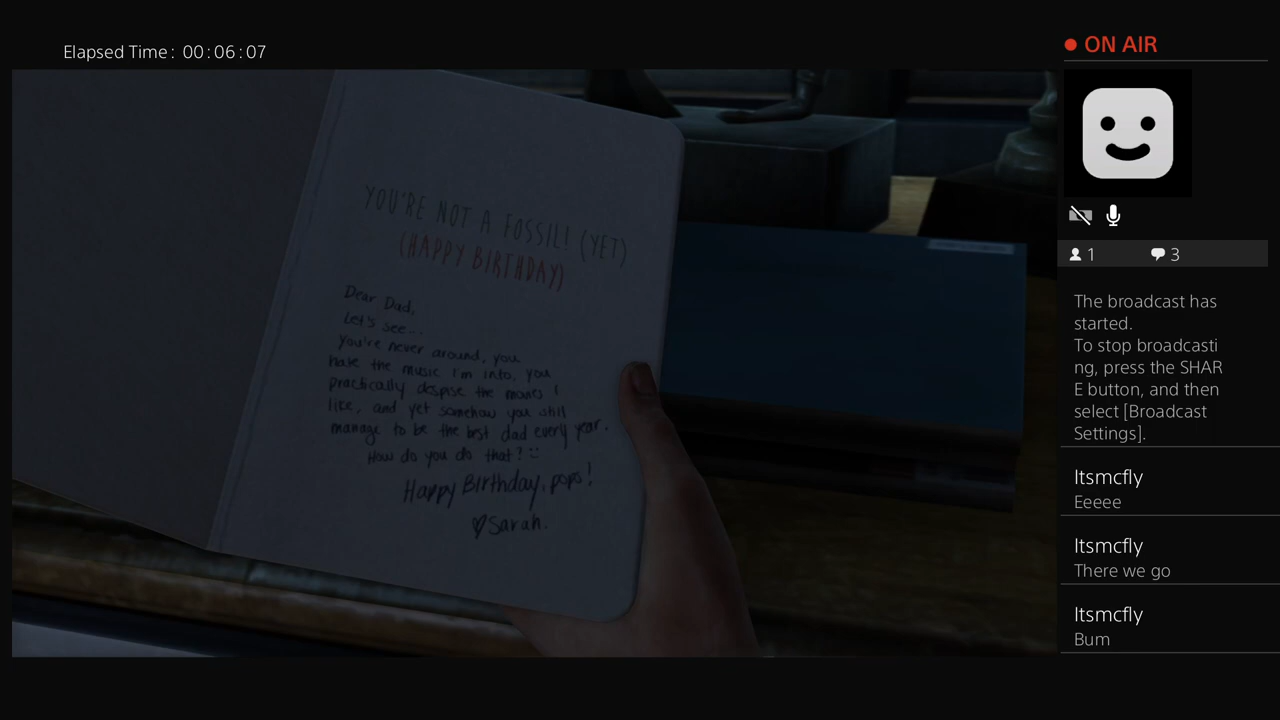 Elapsed Time: 00:06:07
ON AIR
YOU'RE NOT A FOSSIL! (YET)
(HAPPY BIRTHDAY)
Dear Dad,
Let's see...
You're never around, you
hate the music I'm into, you
practically despise the movies I
like, and yet somehow you still
manage to be the best dad every year.
How do you do that? :)
Happy Birthday, pops!
♡Sarah.
1
3
The broadcast has
started.
To stop broadcasti
ng, press the SHAR
E button, and then
select [Broadcast
Settings].
Itsmcfly
Eeeee
Itsmcfly
There we go
Itsmcfly
Bum